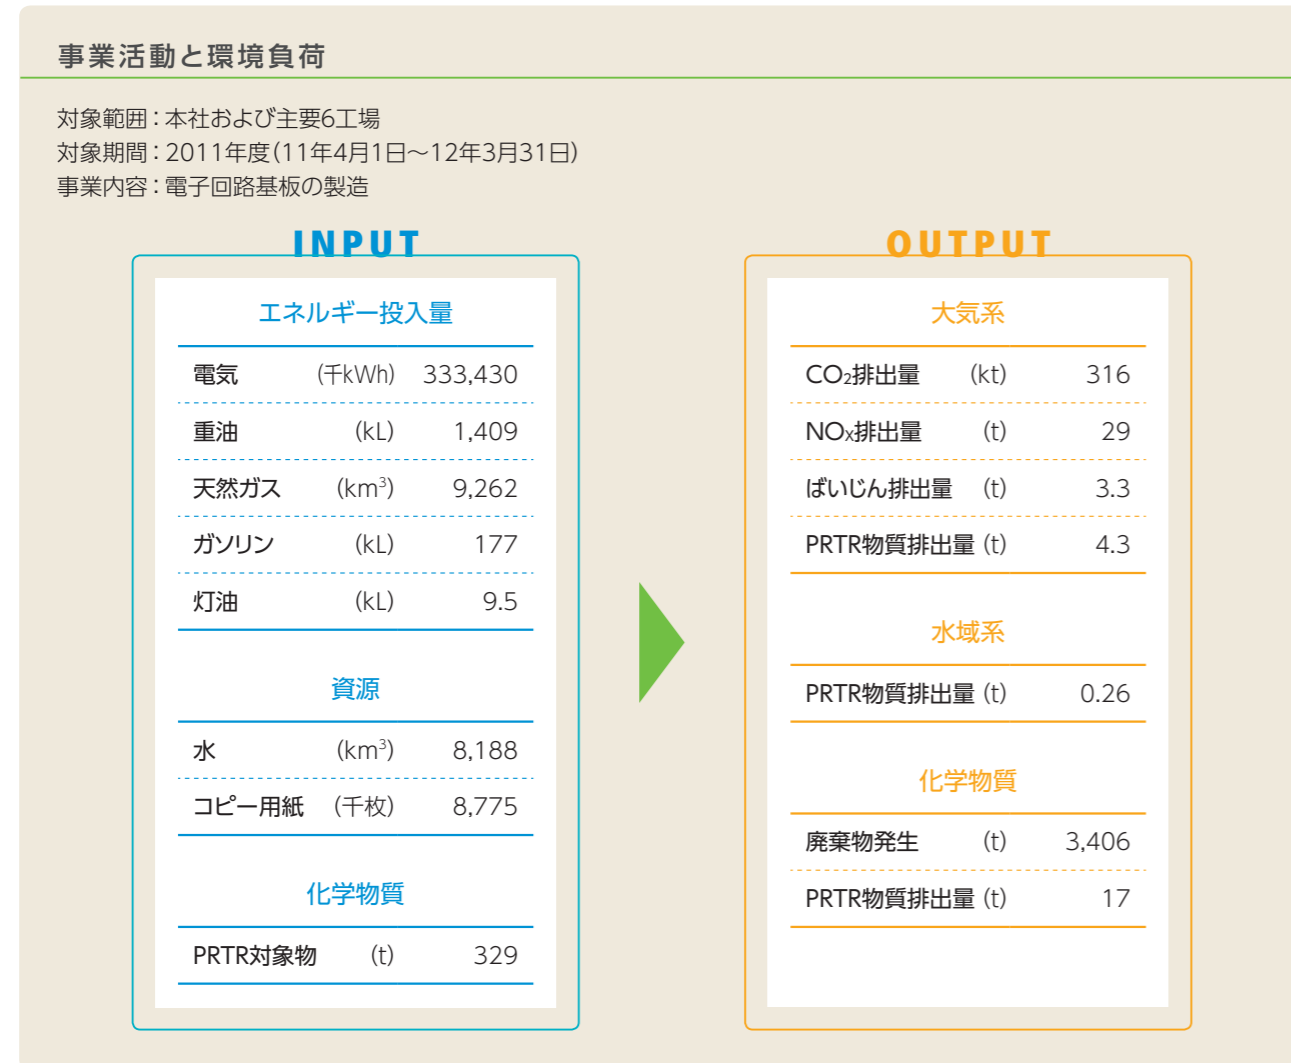 事業活動と環境負荷
対象範囲：本社および主要6工場
対象期間：2011年度（11年4月1日～12年3月31日）
事業内容：電子回路基板の製造
INPUT
エネルギー投入量
電気 （千kWh） 333,430
重油 （kL） 1,409
天然ガス （km³） 9,262
ガソリン （kL） 177
灯油 （kL） 9.5
資源
水 （km³） 8,188
コピー用紙 （千枚） 8,775
化学物質
PRTR対象物 （t） 329
OUTPUT
大気系
CO₂排出量 （kt） 316
NOx排出量 （t） 29
ばいじん排出量 （t） 3.3
PRTR物質排出量 （t） 4.3
水域系
PRTR物質排出量 （t） 0.26
化学物質
廃棄物発生 （t） 3,406
PRTR物質排出量 （t） 17